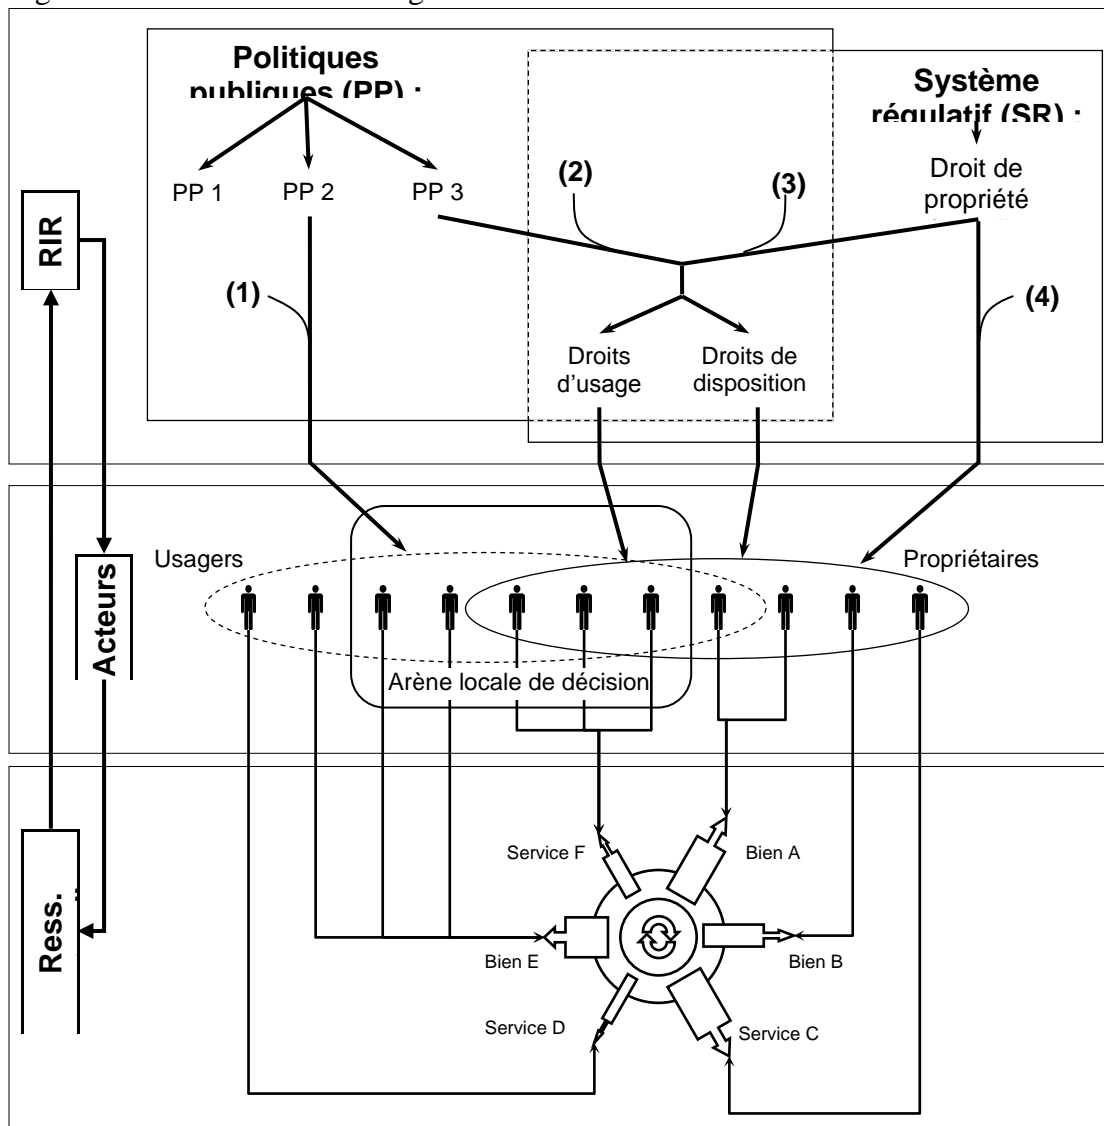 Politiques
publiques (PP) :
Système
régulatif (SR) :
PP 1
PP 2
PP 3
(2)
(3)
Droit de
propriété
RIR
(1)
(4)
Droits
d’usage
Droits de
disposition
Usagers
Propriétaires
Acteurs
Arène locale de décision
Service F
Bien A
Ress.
Bien E
Bien B
Service D
Service C